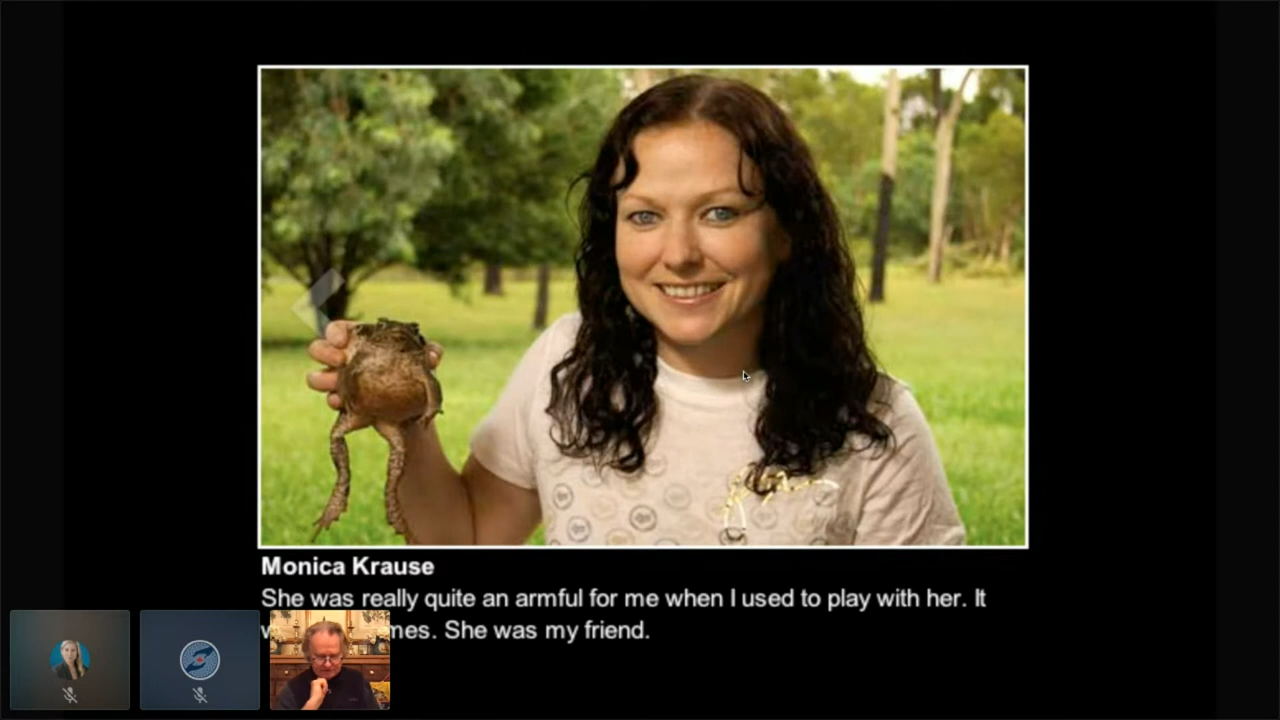 Monica Krause
She was really quite an armful for me when I used to play with her. It
mes. She was my friend.